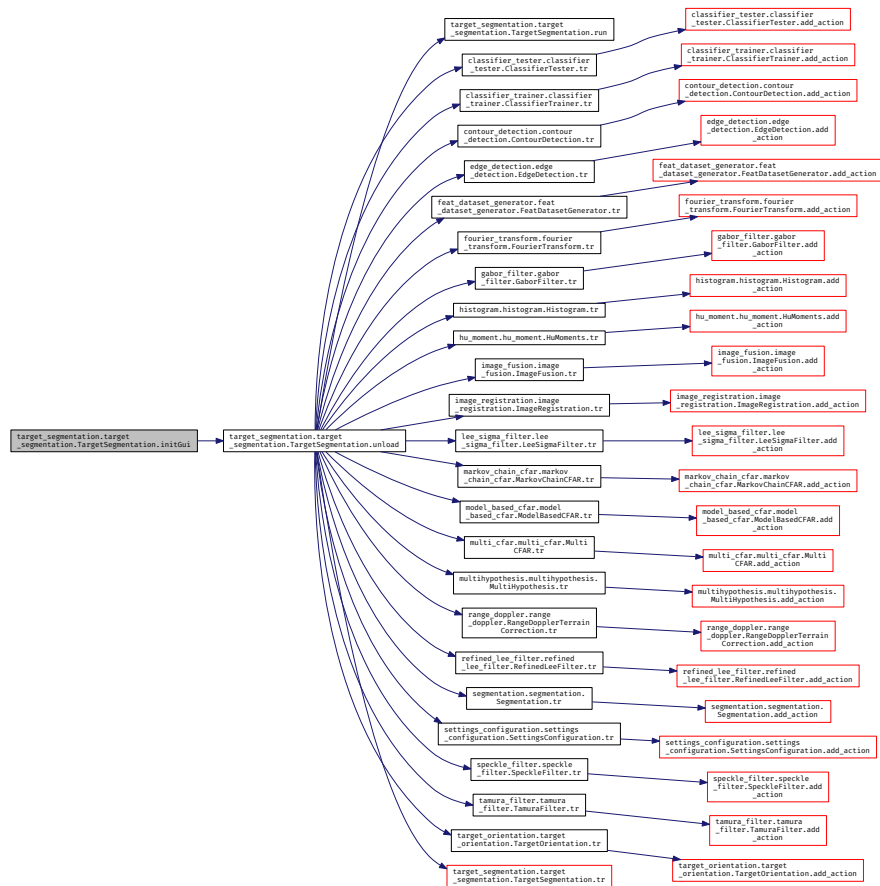 target_segmentation.target
_segmentation.TargetSegmentation.initGui
target_segmentation.target
_segmentation.TargetSegmentation.unload
target_segmentation.target
_segmentation.TargetSegmentation.run
classifier_tester.classifier
_tester.ClassifierTester.tr
classifier_trainer.classifier
_trainer.ClassifierTrainer.tr
contour_detection.contour
_detection.ContourDetection.tr
edge_detection.edge
_detection.EdgeDetection.tr
feat_dataset_generator.feat
_dataset_generator.FeatDatasetGenerator.tr
fourier_transform.fourier
_transform.FourierTransform.tr
gabor_filter.gabor
_filter.GaborFilter.tr
histogram.histogram.Histogram.tr
hu_moment.hu_moment.HuMoments.tr
image_fusion.image
_fusion.ImageFusion.tr
image_registration.image
_registration.ImageRegistration.tr
lee_sigma_filter.lee
_sigma_filter.LeeSigmaFilter.tr
markov_chain_cfar.markov
_chain_cfar.MarkovChainCFAR.tr
model_based_cfar.model
_based_cfar.ModelBasedCFAR.tr
multi_cfar.multi_cfar.Multi
CFAR.tr
multihypothesis.multihypothesis.
MultiHypothesis.tr
range_doppler.range
_doppler.RangeDopplerTerrain
Correction.tr
refined_lee_filter.refined
_lee_filter.RefinedLeeFilter.tr
segmentation.segmentation.
Segmentation.tr
settings_configuration.settings
_configuration.SettingsConfiguration.tr
speckle_filter.speckle
_filter.SpeckleFilter.tr
tamura_filter.tamura
_filter.TamuraFilter.tr
target_orientation.target
_orientation.TargetOrientation.tr
target_segmentation.target
_segmentation.TargetSegmentation.tr
classifier_tester.classifier
_tester.ClassifierTester.add_action
classifier_trainer.classifier
_trainer.ClassifierTrainer.add_action
contour_detection.contour
_detection.ContourDetection.add_action
edge_detection.edge
_detection.EdgeDetection.add
_action
feat_dataset_generator.feat
_dataset_generator.FeatDatasetGenerator.add_action
fourier_transform.fourier
_transform.FourierTransform.add_action
gabor_filter.gabor
_filter.GaborFilter.add
_action
histogram.histogram.Histogram.add
_action
hu_moment.hu_moment.HuMoments.add
_action
image_fusion.image
_fusion.ImageFusion.add
_action
image_registration.image
_registration.ImageRegistration.add_action
lee_sigma_filter.lee
_sigma_filter.LeeSigmaFilter.add
_action
markov_chain_cfar.markov
_chain_cfar.MarkovChainCFAR.add_action
model_based_cfar.model
_based_cfar.ModelBasedCFAR.add
_action
multi_cfar.multi_cfar.Multi
CFAR.add_action
multihypothesis.multihypothesis.
MultiHypothesis.add_action
range_doppler.range
_doppler.RangeDopplerTerrain
Correction.add_action
refined_lee_filter.refined
_lee_filter.RefinedLeeFilter.add_action
segmentation.segmentation.
Segmentation.add_action
settings_configuration.settings
_configuration.SettingsConfiguration.add_action
speckle_filter.speckle
_filter.SpeckleFilter.add
_action
tamura_filter.tamura
_filter.TamuraFilter.add
_action
target_orientation.target
_orientation.TargetOrientation.add_action